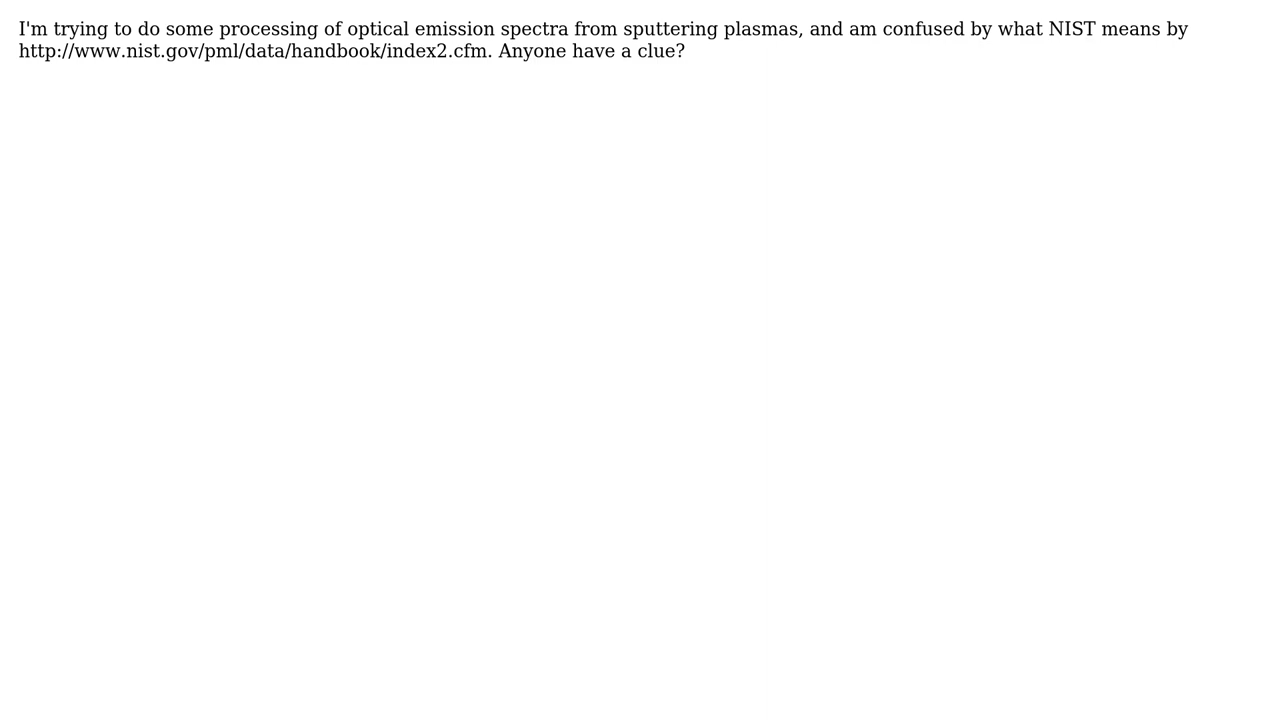 I'm trying to do some processing of optical emission spectra from sputtering plasmas, and am confused by what NIST means by
http://www.nist.gov/pml/data/handbook/index2.cfm. Anyone have a clue?